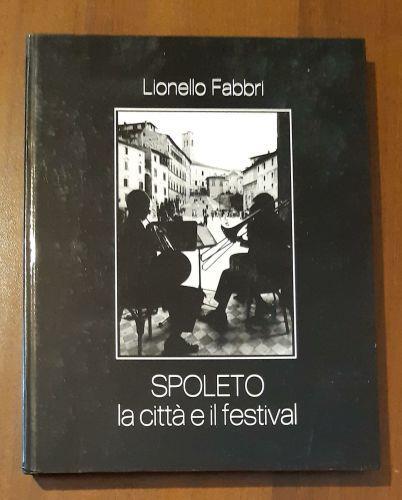 Lionello Fabbri
SPOLETO
la città e il festival